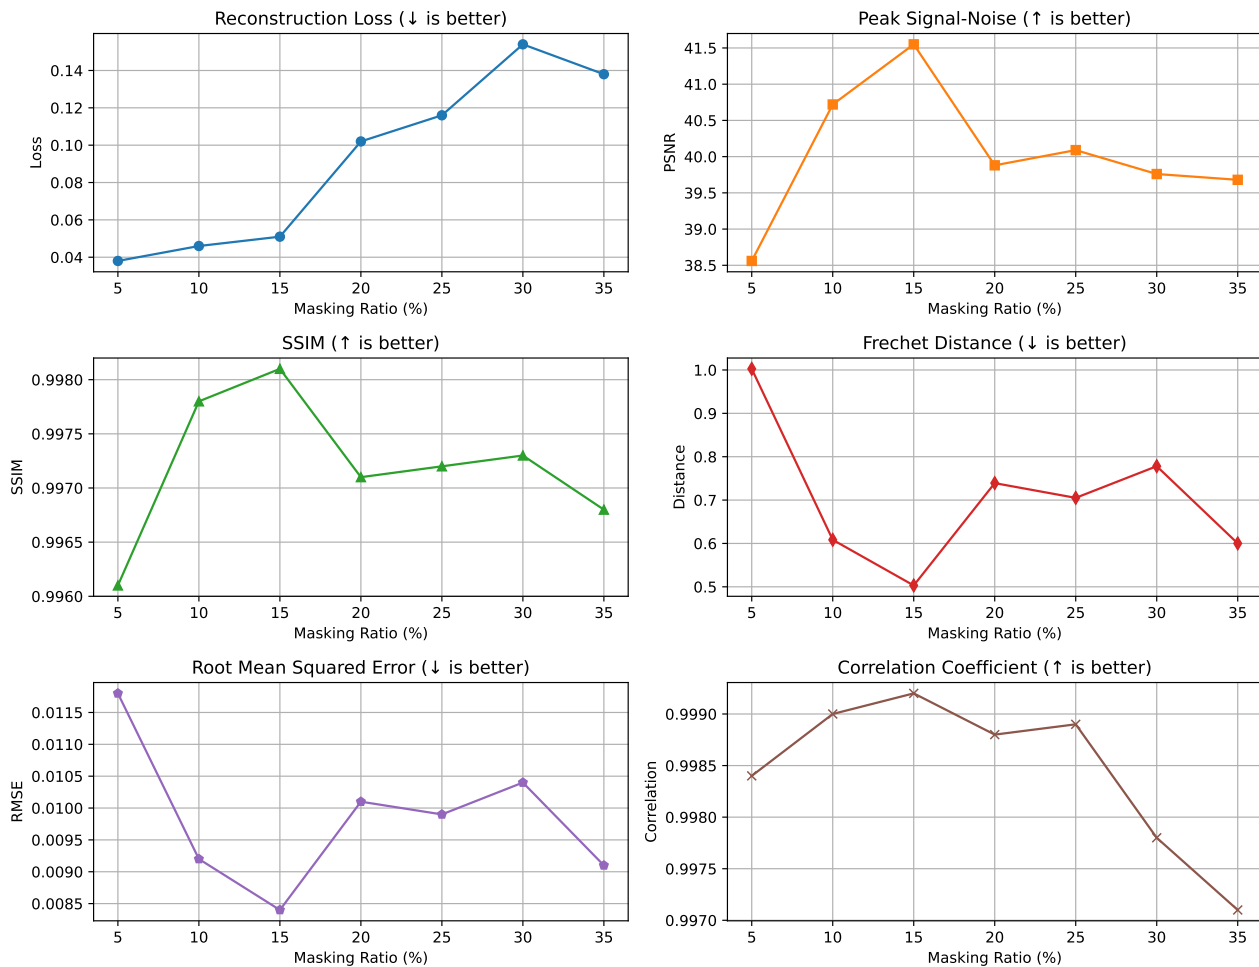 Reconstruction Loss (↓ is better)
Loss
0.14
0.12
0.10
0.08
0.06
0.04
5 10 15 20 25 30 35
Masking Ratio (%)
Peak Signal-Noise (↑ is better)
PSNR
41.5
41.0
40.5
40.0
39.5
39.0
38.5
5 10 15 20 25 30 35
Masking Ratio (%)
SSIM (↑ is better)
SSIM
0.9980
0.9975
0.9970
0.9965
0.9960
5 10 15 20 25 30 35
Masking Ratio (%)
Frechet Distance (↓ is better)
Distance
1.0
0.9
0.8
0.7
0.6
0.5
5 10 15 20 25 30 35
Masking Ratio (%)
Root Mean Squared Error (↓ is better)
RMSE
0.0115
0.0110
0.0105
0.0100
0.0095
0.0090
0.0085
5 10 15 20 25 30 35
Masking Ratio (%)
Correlation Coefficient (↑ is better)
Correlation
0.9990
0.9985
0.9980
0.9975
0.9970
5 10 15 20 25 30 35
Masking Ratio (%)